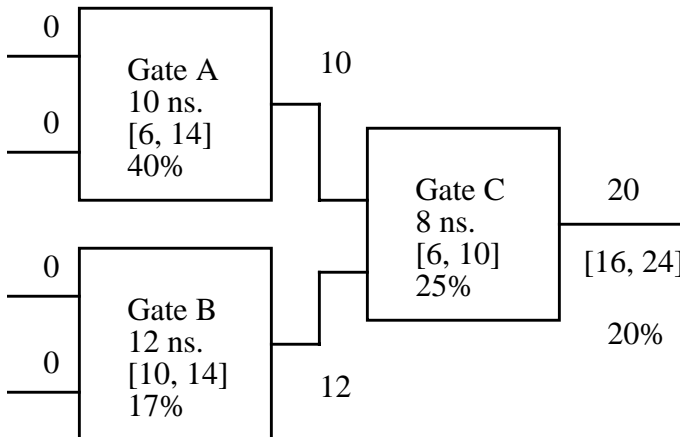 0
0
Gate A
10 ns.
[6, 14]
40%
10
0
0
Gate B
12 ns.
[10, 14]
17%
12
Gate C
8 ns.
[6, 10]
25%
20
[16, 24]
20%